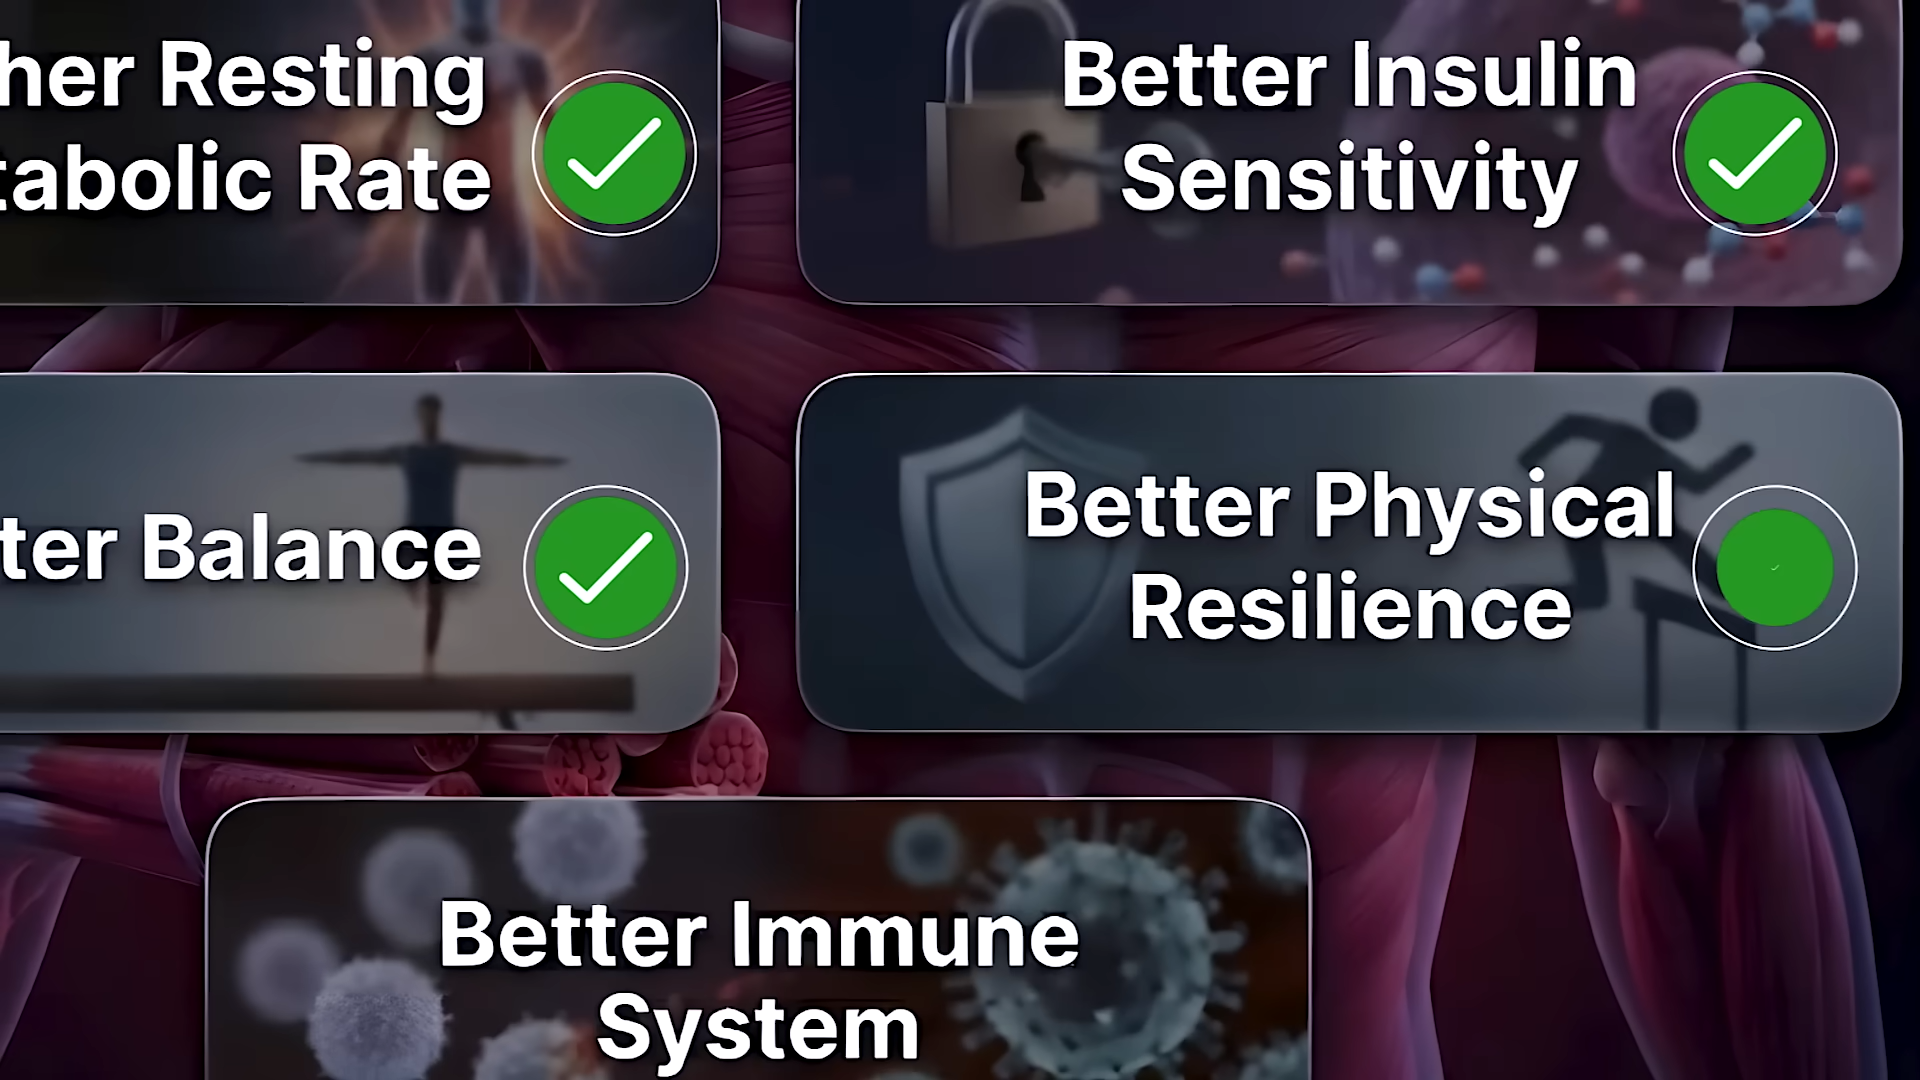 her Resting
tabolic Rate
Better Insulin
Sensitivity
ter Balance
Better Physical
Resilience
Better Immune
System